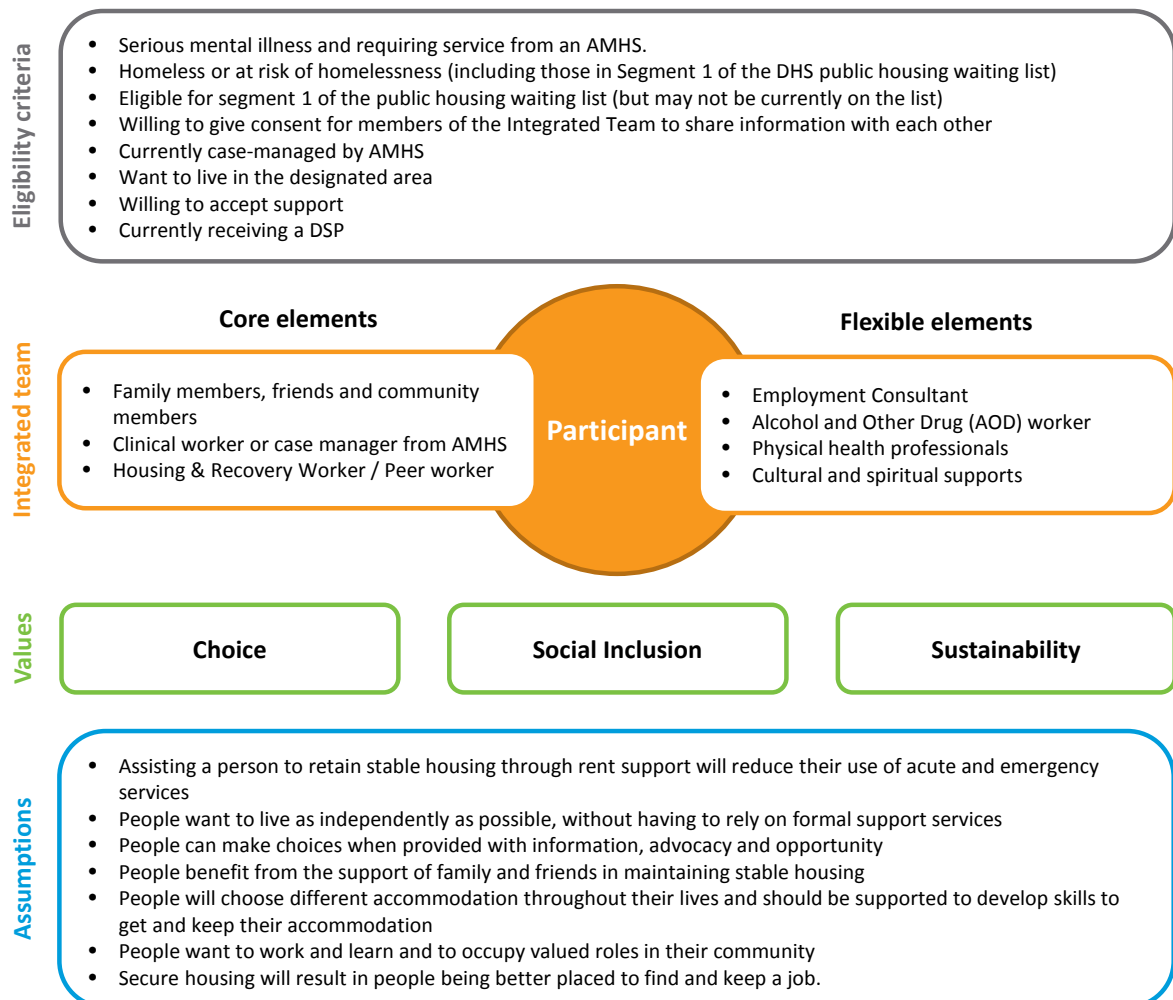 Eligibility criteria
• Serious mental illness and requiring service from an AMHS.
• Homeless or at risk of homelessness (including those in Segment 1 of the DHS public housing waiting list)
• Eligible for segment 1 of the public housing waiting list (but may not be currently on the list)
• Willing to give consent for members of the Integrated Team to share information with each other
• Currently case-managed by AMHS
• Want to live in the designated area
• Willing to accept support
• Currently receiving a DSP
Integrated team
Core elements
• Family members, friends and community
members
• Clinical worker or case manager from AMHS
• Housing & Recovery Worker / Peer worker
Participant
Flexible elements
• Employment Consultant
• Alcohol and Other Drug (AOD) worker
• Physical health professionals
• Cultural and spiritual supports
Values
Choice
Social Inclusion
Sustainability
Assumptions
• Assisting a person to retain stable housing through rent support will reduce their use of acute and emergency
services
• People want to live as independently as possible, without having to rely on formal support services
• People can make choices when provided with information, advocacy and opportunity
• People benefit from the support of family and friends in maintaining stable housing
• People will choose different accommodation throughout their lives and should be supported to develop skills to
get and keep their accommodation
• People want to work and learn and to occupy valued roles in their community
• Secure housing will result in people being better placed to find and keep a job.